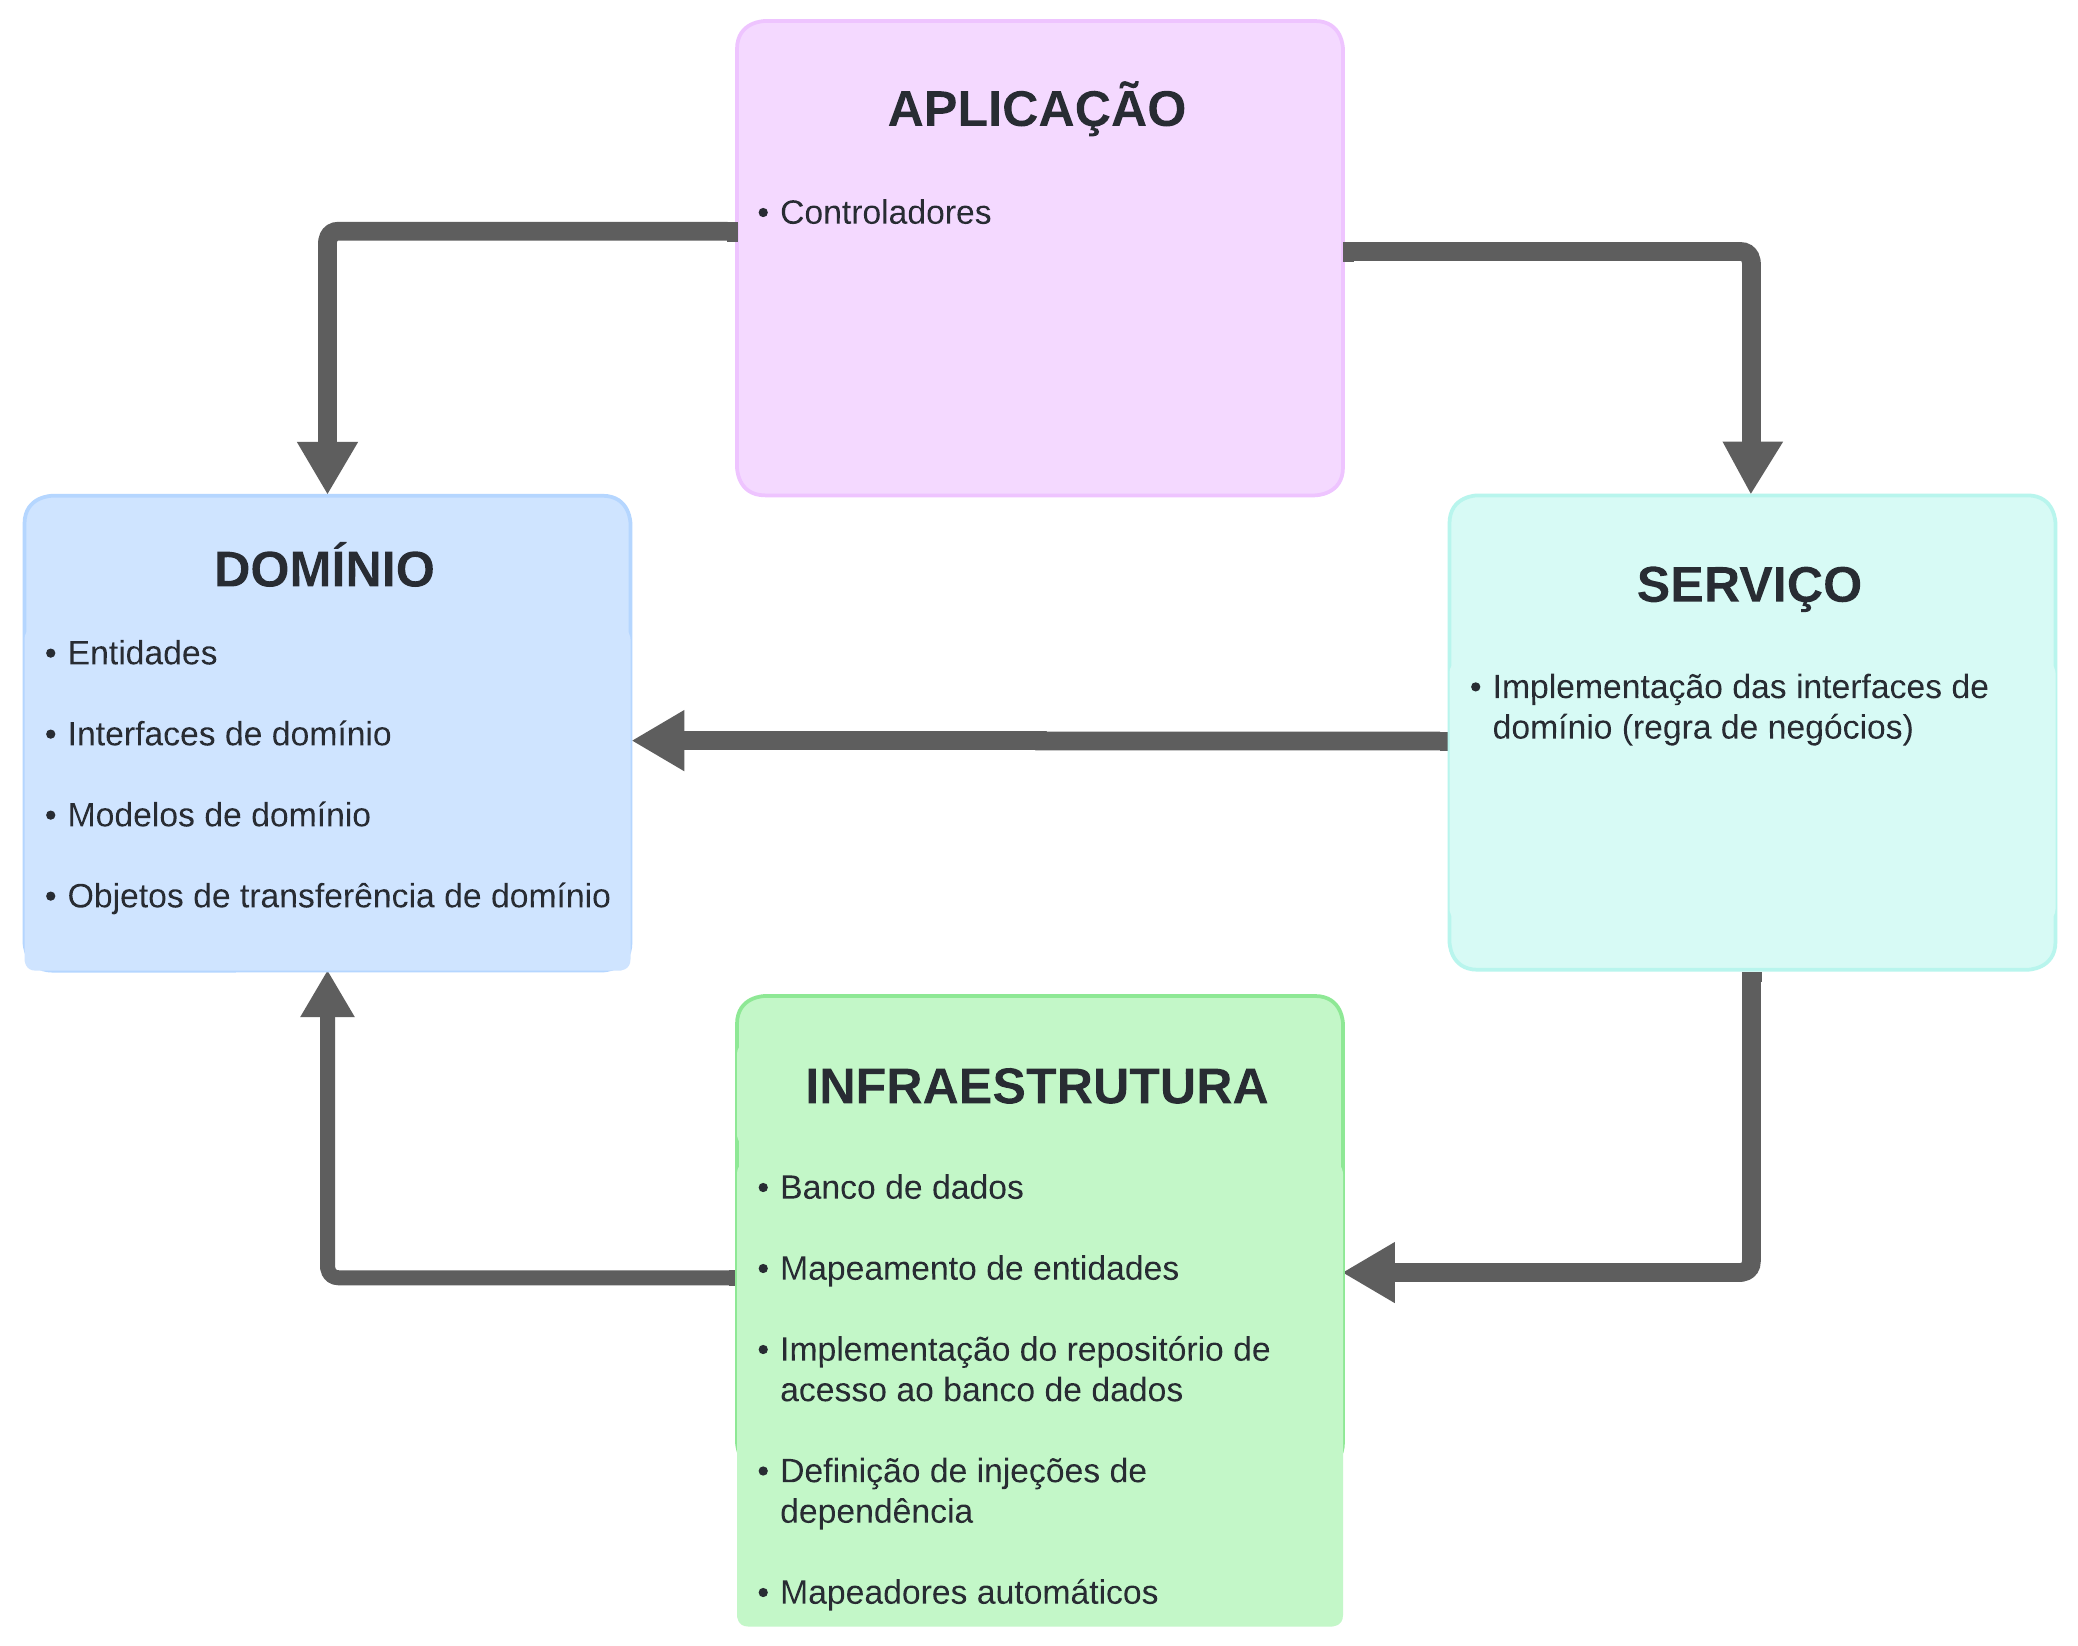 APLICAÇÃO
• Controladores
DOMÍNIO
• Entidades
• Interfaces de domínio
• Modelos de domínio
• Objetos de transferência de domínio
SERVIÇO
• Implementação das interfaces de
domínio (regra de negócios)
INFRAESTRUTURA
• Banco de dados
• Mapeamento de entidades
• Implementação do repositório de
acesso ao banco de dados
• Definição de injeções de
dependência
• Mapeadores automáticos